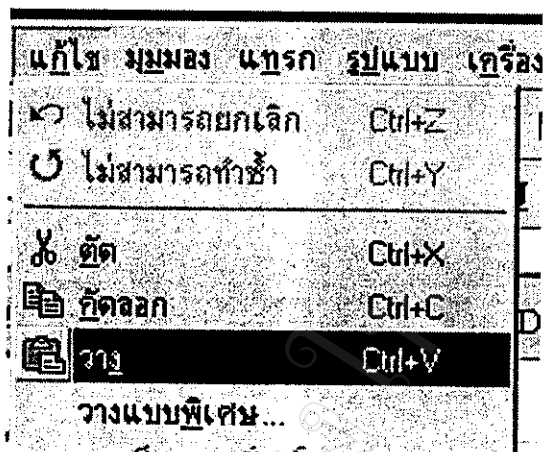 แก้ไข มุมมอง แทรก รูปแบบ เครื่อง
ไม่สามารถยกเลิก Ctrl+Z
ไม่สามารถทำซ้ำ Ctrl+Y
ตัด Ctrl+X
คัดลอก Ctrl+C
วาง Ctrl+V
วางแบบพิเศษ...